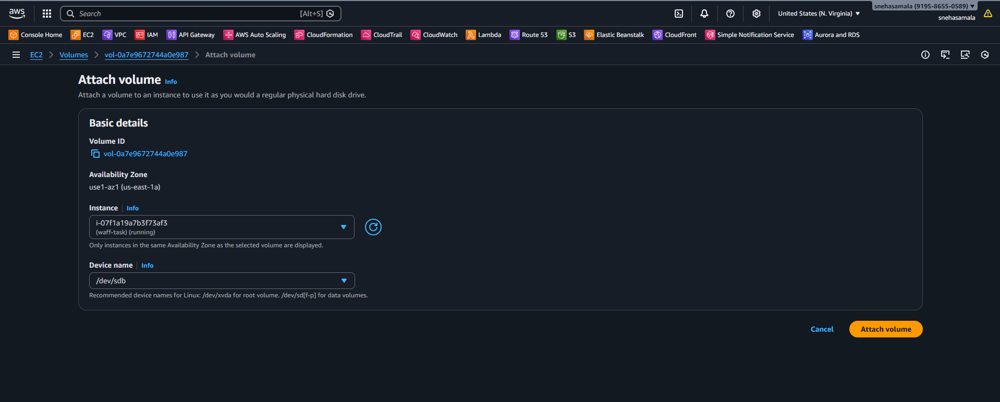 aws
Search [Alt+S]
United States (N. Virginia)
snehasamala (9195-8655-0589)
snehasamala
Console Home EC2 VPC IAM API Gateway AWS Auto Scaling CloudFormation CloudTrail CloudWatch Lambda Route 53 S3 Elastic Beanstalk CloudFront Simple Notification Service Aurora and RDS
EC2 Volumes vol-0a7e9672744a0e987 Attach volume
Attach volume Info
Attach a volume to an instance to use it as you would a regular physical hard disk drive.
Basic details
Volume ID
vol-0a7e9672744a0e987
Availability Zone
use1-az1 (us-east-1a)
Instance Info
i-07f1a19a7b3f73af3
(waff-task) (running)
Only instances in the same Availability Zone as the selected volume are displayed.
Device name Info
/dev/sdb
Recommended device names for Linux: /dev/xvda for root volume. /dev/sd[f-p] for data volumes.
Cancel Attach volume